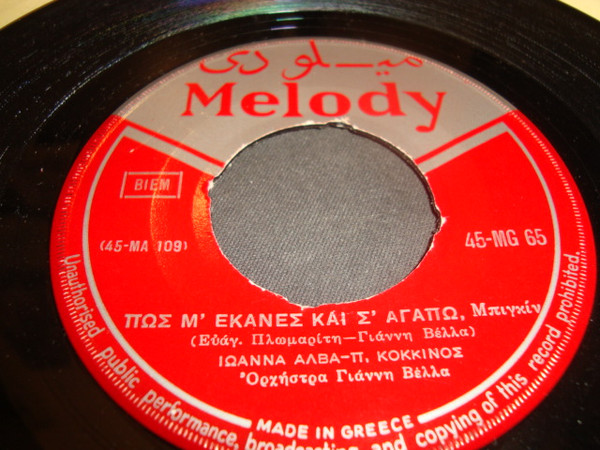 ميلودى
Melody
BIEM
(45-MA 109)
45-MG 65
ΠΩΣ Μ' ΕΚΑΝΕΣ ΚΑΙ Σ' ΑΓΑΠΩ, Μπιγκίν
(Εὐάγ. Πλωμαρίτη—Γιάννη Βέλλα)
ΙΩΑΝΝΑ ΑΛΒΑ-Π. ΚΟΚΚΙΝΟΣ
Ὀρχήστρα Γιάννη Βέλλα
MADE IN GREECE
Unauthorised public performance, broadcasting and copying of this record prohibited.